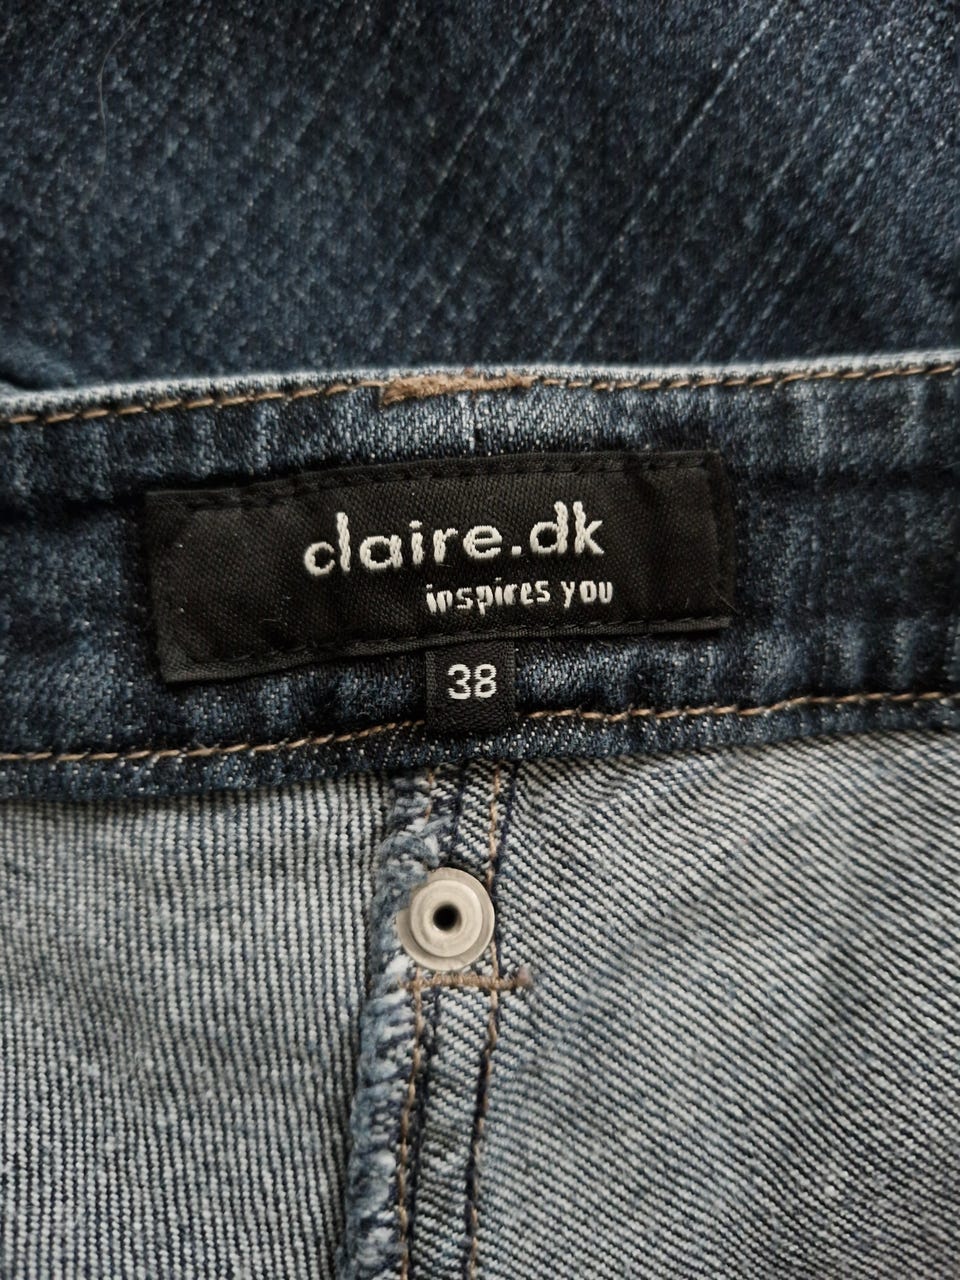 claire.dk
inspires you
38